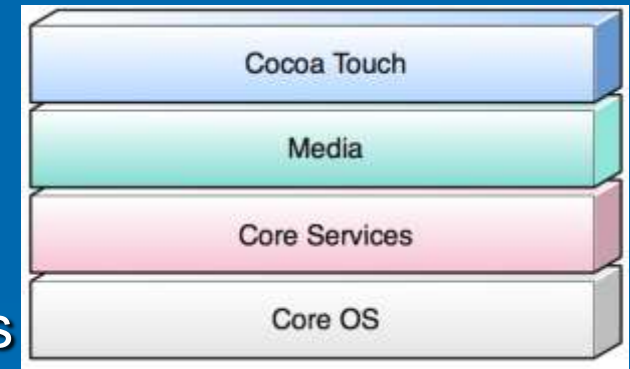 Cocoa Touch
Media
Core Services
Core OS
s